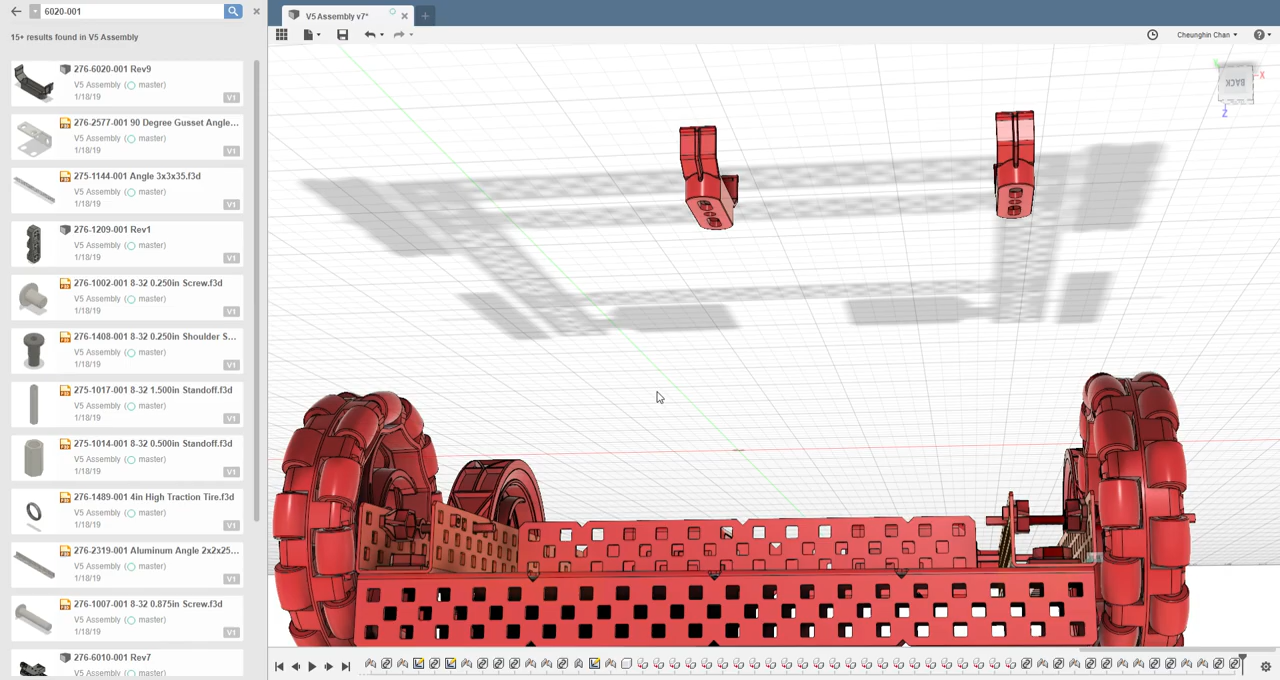 6020-001
15+ results found in V5 Assembly
276-6020-001 Rev9
V5 Assembly (master)
1/18/19
V1
276-2577-001 90 Degree Gusset Angle...
V5 Assembly (master)
1/18/19
V1
275-1144-001 Angle 3x3x35.f3d
V5 Assembly (master)
1/18/19
V1
276-1209-001 Rev1
V5 Assembly (master)
1/18/19
V1
276-1002-001 8-32 0.250in Screw.f3d
V5 Assembly (master)
1/18/19
V1
276-1408-001 8-32 0.250in Shoulder S...
V5 Assembly (master)
1/18/19
V1
275-1017-001 8-32 1.500in Standoff.f3d
V5 Assembly (master)
1/18/19
V1
275-1014-001 8-32 0.500in Standoff.f3d
V5 Assembly (master)
1/18/19
V1
276-1489-001 4in High Traction Tire.f3d
V5 Assembly (master)
1/18/19
V1
276-2319-001 Aluminum Angle 2x2x25...
V5 Assembly (master)
1/18/19
V1
276-1007-001 8-32 0.875in Screw.f3d
V5 Assembly (master)
1/18/19
V1
276-6010-001 Rev7
V5 Assembly (master)
V5 Assembly v7*
Cheunghin Chan
BACK
X
Z